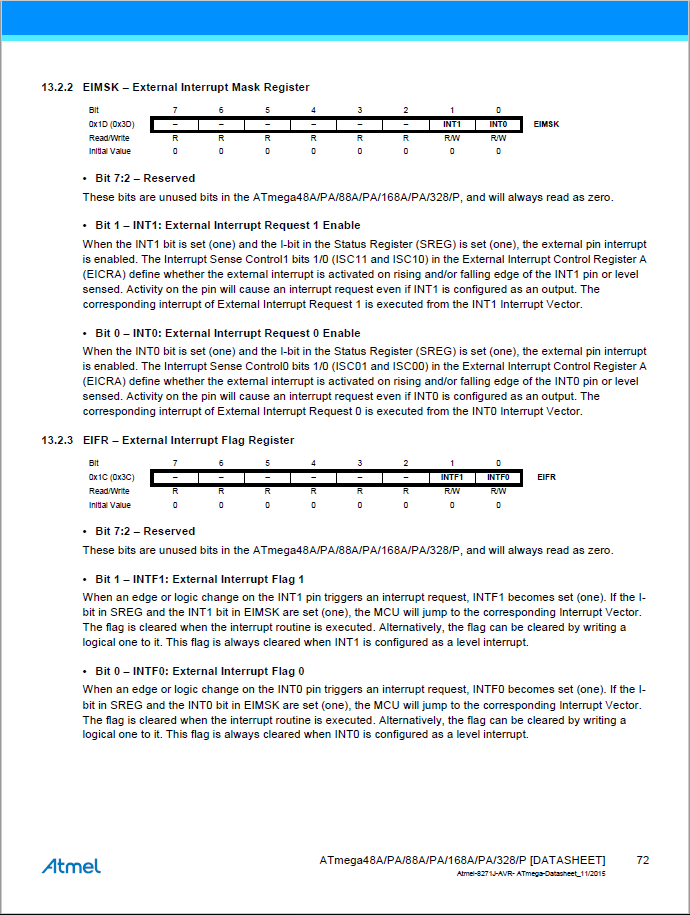 13.2.2 EIMSK – External Interrupt Mask Register
Bit 7 6 5 4 3 2 1 0
0x1D (0x3D) – – – – – – INT1 INT0 EIMSK
Read/Write R R R R R R R/W R/W
Initial Value 0 0 0 0 0 0 0 0
• Bit 7:2 – Reserved
These bits are unused bits in the ATmega48A/PA/88A/PA/168A/PA/328/P, and will always read as zero.
• Bit 1 – INT1: External Interrupt Request 1 Enable
When the INT1 bit is set (one) and the I-bit in the Status Register (SREG) is set (one), the external pin interrupt
is enabled. The Interrupt Sense Control1 bits 1/0 (ISC11 and ISC10) in the External Interrupt Control Register A
(EICRA) define whether the external interrupt is activated on rising and/or falling edge of the INT1 pin or level
sensed. Activity on the pin will cause an interrupt request even if INT1 is configured as an output. The
corresponding interrupt of External Interrupt Request 1 is executed from the INT1 Interrupt Vector.
• Bit 0 – INT0: External Interrupt Request 0 Enable
When the INT0 bit is set (one) and the I-bit in the Status Register (SREG) is set (one), the external pin interrupt
is enabled. The Interrupt Sense Control0 bits 1/0 (ISC01 and ISC00) in the External Interrupt Control Register A
(EICRA) define whether the external interrupt is activated on rising and/or falling edge of the INT0 pin or level
sensed. Activity on the pin will cause an interrupt request even if INT0 is configured as an output. The
corresponding interrupt of External Interrupt Request 0 is executed from the INT0 Interrupt Vector.
13.2.3 EIFR – External Interrupt Flag Register
Bit 7 6 5 4 3 2 1 0
0x1C (0x3C) – – – – – – INTF1 INTF0 EIFR
Read/Write R R R R R R R/W R/W
Initial Value 0 0 0 0 0 0 0 0
• Bit 7:2 – Reserved
These bits are unused bits in the ATmega48A/PA/88A/PA/168A/PA/328/P, and will always read as zero.
• Bit 1 – INTF1: External Interrupt Flag 1
When an edge or logic change on the INT1 pin triggers an interrupt request, INTF1 becomes set (one). If the I-
bit in SREG and the INT1 bit in EIMSK are set (one), the MCU will jump to the corresponding Interrupt Vector.
The flag is cleared when the interrupt routine is executed. Alternatively, the flag can be cleared by writing a
logical one to it. This flag is always cleared when INT1 is configured as a level interrupt.
• Bit 0 – INTF0: External Interrupt Flag 0
When an edge or logic change on the INT0 pin triggers an interrupt request, INTF0 becomes set (one). If the I-
bit in SREG and the INT0 bit in EIMSK are set (one), the MCU will jump to the corresponding Interrupt Vector.
The flag is cleared when the interrupt routine is executed. Alternatively, the flag can be cleared by writing a
logical one to it. This flag is always cleared when INT0 is configured as a level interrupt.
Atmel ATmega48A/PA/88A/PA/168A/PA/328/P [DATASHEET] 72
Atmel-8271J-AVR- ATmega-Datasheet_11/2015